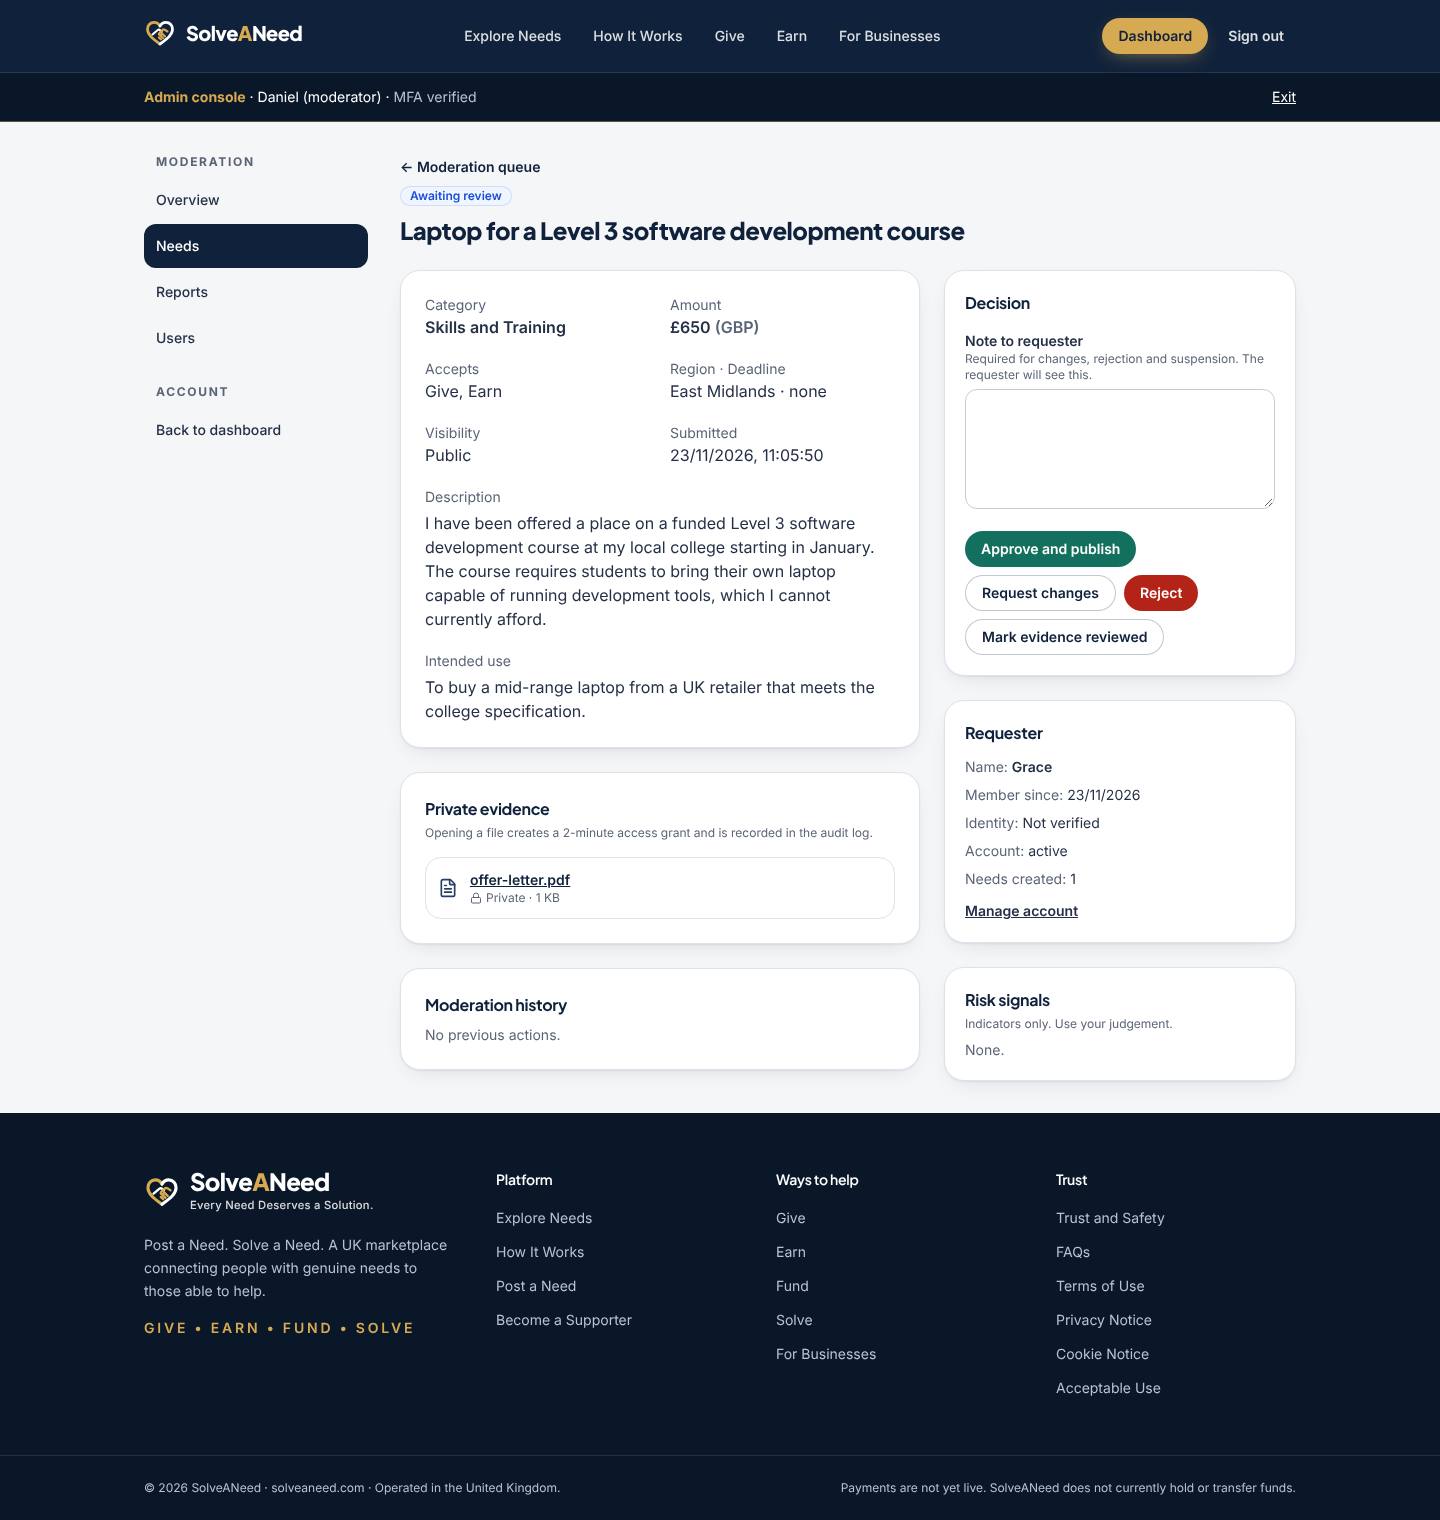 SolveANeed
Explore Needs
How It Works
Give
Earn
For Businesses
Dashboard
Sign out
Admin console · Daniel (moderator) · MFA verified
Exit
MODERATION
Overview
Needs
Reports
Users
ACCOUNT
Back to dashboard
← Moderation queue
Awaiting review
Laptop for a Level 3 software development course
Category
Skills and Training
Amount
£650 (GBP)
Accepts
Give, Earn
Region · Deadline
East Midlands · none
Visibility
Public
Submitted
23/11/2026, 11:05:50
Description
I have been offered a place on a funded Level 3 software
development course at my local college starting in January.
The course requires students to bring their own laptop
capable of running development tools, which I cannot
currently afford.
Intended use
To buy a mid-range laptop from a UK retailer that meets the
college specification.
Private evidence
Opening a file creates a 2-minute access grant and is recorded in the audit log.
offer-letter.pdf
Private · 1 KB
Moderation history
No previous actions.
Decision
Note to requester
Required for changes, rejection and suspension. The
requester will see this.
Approve and publish
Request changes
Reject
Mark evidence reviewed
Requester
Name: Grace
Member since: 23/11/2026
Identity: Not verified
Account: active
Needs created: 1
Manage account
Risk signals
Indicators only. Use your judgement.
None.
SolveANeed
Every Need Deserves a Solution.
Post a Need. Solve a Need. A UK marketplace
connecting people with genuine needs to
those able to help.
GIVE • EARN • FUND • SOLVE
Platform
Explore Needs
How It Works
Post a Need
Become a Supporter
Ways to help
Give
Earn
Fund
Solve
For Businesses
Trust
Trust and Safety
FAQs
Terms of Use
Privacy Notice
Cookie Notice
Acceptable Use
© 2026 SolveANeed · solveaneed.com · Operated in the United Kingdom.
Payments are not yet live. SolveANeed does not currently hold or transfer funds.